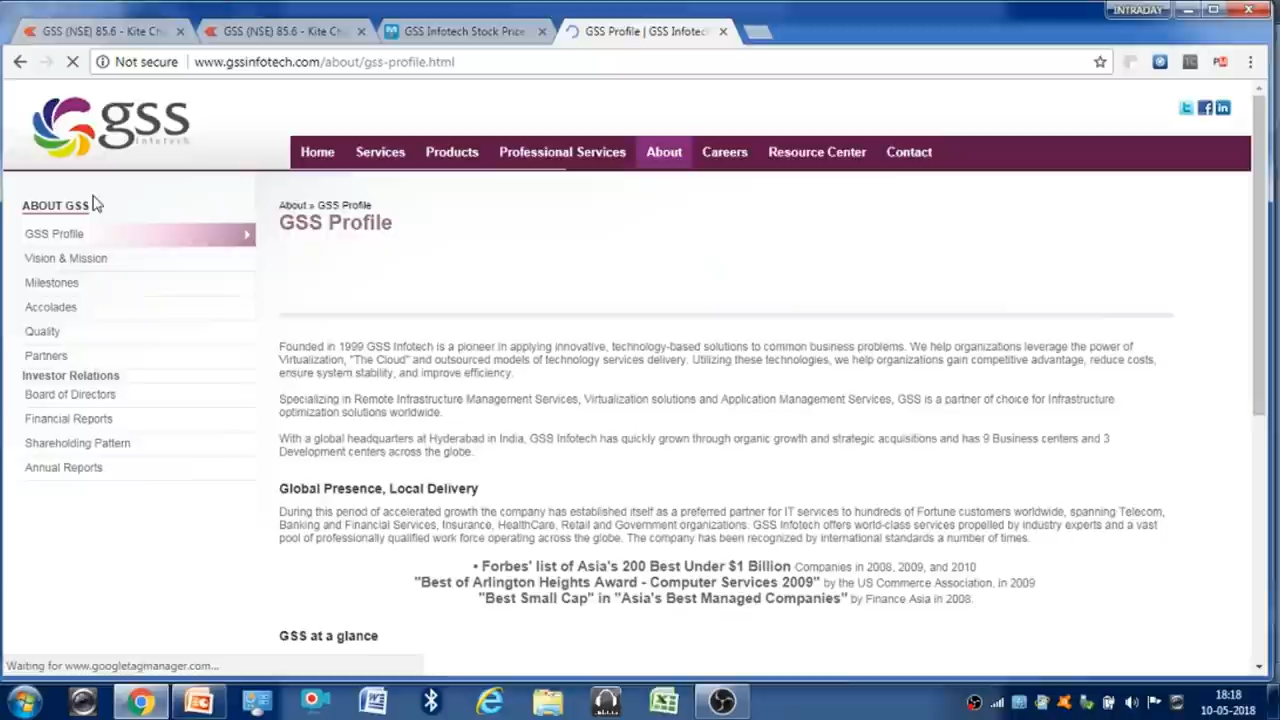 INTRADAY
GSS (NSE) 85.6 - Kite Ch
GSS (NSE) 85.6 - Kite Ch
GSS Infotech Stock Price
GSS Profile | GSS Infotec
Not secure
www.gssinfotech.com/about/gss-profile.html
gss
infotech
Home
Services
Products
Professional Services
About
Careers
Resource Center
Contact
ABOUT GSS
GSS Profile
Vision & Mission
Milestones
Accolades
Quality
Partners
Investor Relations
Board of Directors
Financial Reports
Shareholding Pattern
Annual Reports
About » GSS Profile
GSS Profile
Founded in 1999 GSS Infotech is a pioneer in applying innovative, technology-based solutions to common business problems. We help organizations leverage the power of
Virtualization, "The Cloud" and outsourced models of technology services delivery. Utilizing these technologies, we help organizations gain competitive advantage, reduce costs,
ensure system stability, and improve efficiency.
Specializing in Remote Infrastructure Management Services, Virtualization solutions and Application Management Services, GSS is a partner of choice for Infrastructure
optimization solutions worldwide.
With a global headquarters at Hyderabad in India, GSS Infotech has quickly grown through organic growth and strategic acquisitions and has 9 Business centers and 3
Development centers across the globe.
Global Presence, Local Delivery
During this period of accelerated growth the company has established itself as a preferred partner for IT services to hundreds of Fortune customers worldwide, spanning Telecom,
Banking and Financial Services, Insurance, HealthCare, Retail and Government organizations. GSS Infotech offers world-class services propelled by industry experts and a vast
pool of professionally qualified work force operating across the globe. The company has been recognized by international standards a number of times.
• Forbes' list of Asia's 200 Best Under $1 Billion Companies in 2008, 2009, and 2010
"Best of Arlington Heights Award - Computer Services 2009" by the US Commerce Association, in 2009
"Best Small Cap" in "Asia's Best Managed Companies" by Finance Asia in 2008.
GSS at a glance
Waiting for www.googletagmanager.com...
18:18
10-05-2018